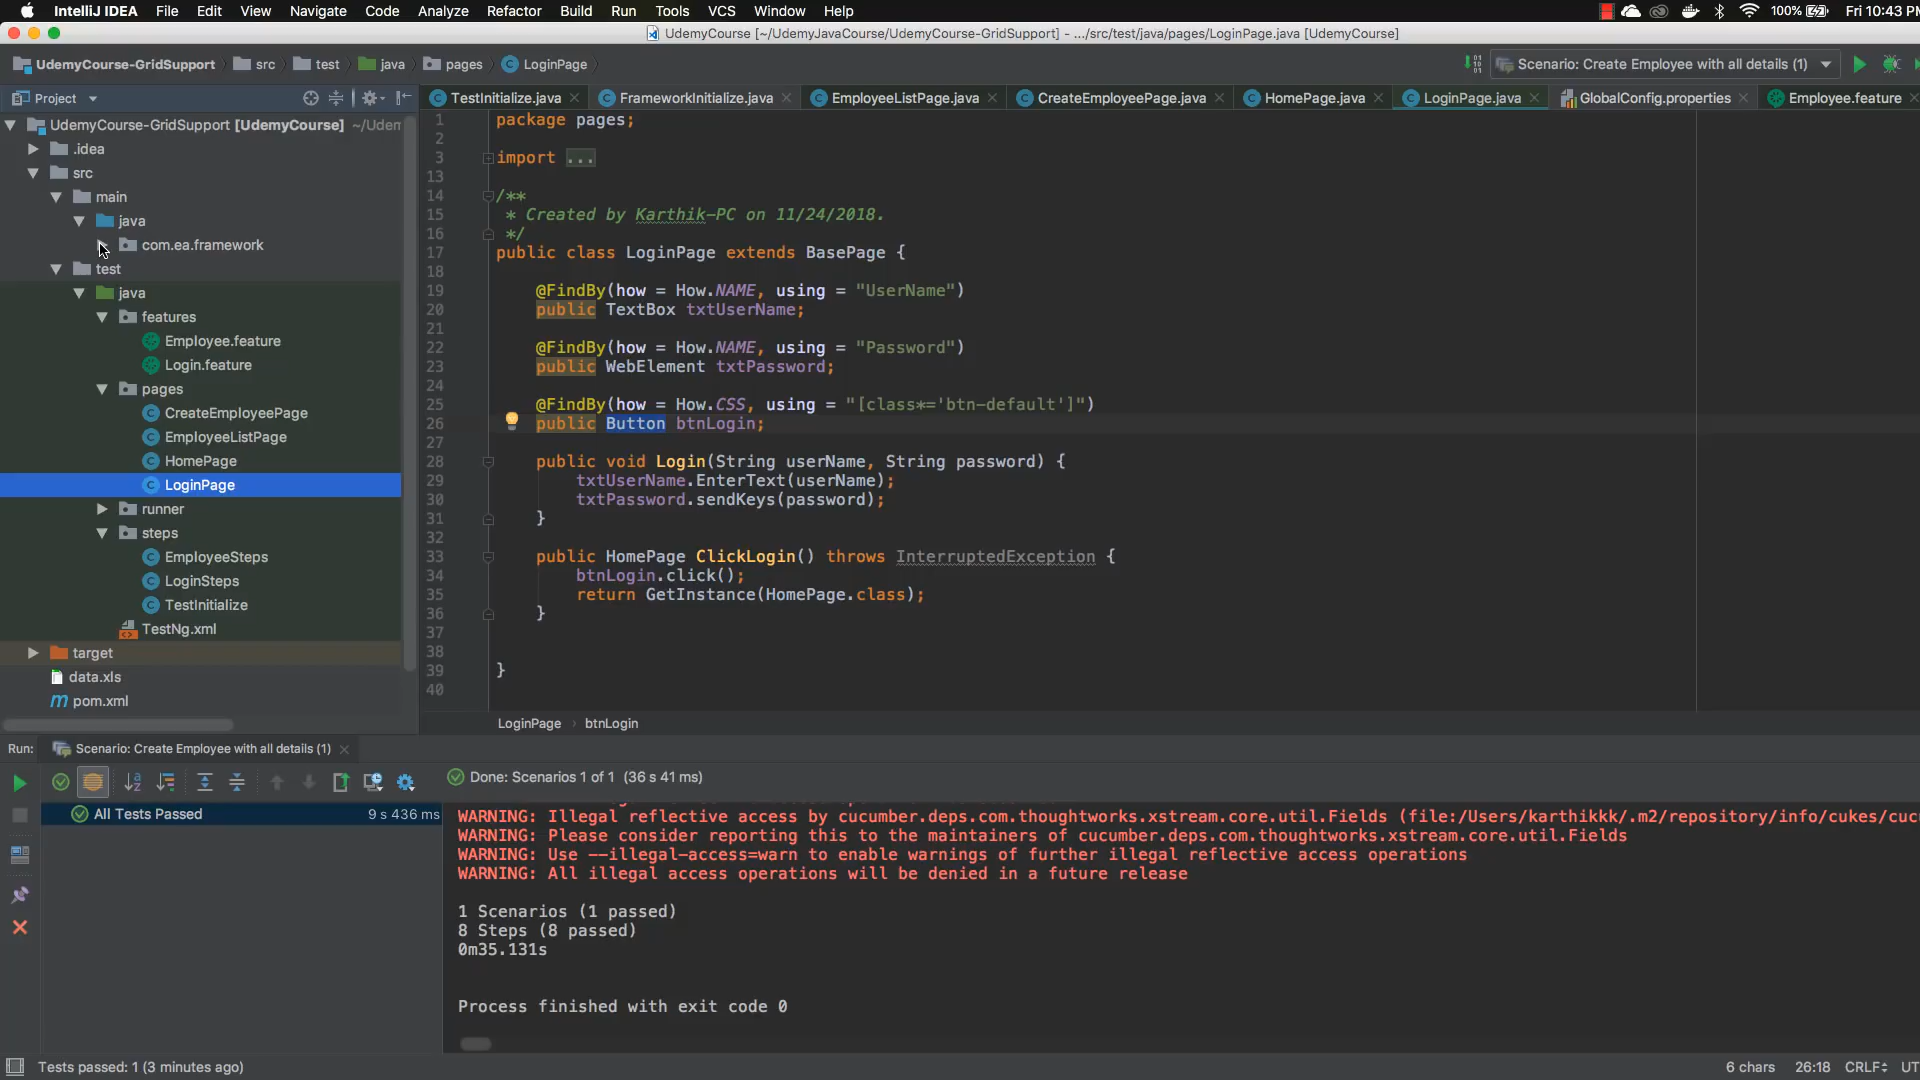 IntelliJ IDEA File Edit View Navigate Code Analyze Refactor Build Run Tools VCS Window Help 100% Fri 10:43 PM
UdemyCourse [~/UdemyJavaCourse/UdemyCourse-GridSupport] - .../src/test/java/pages/LoginPage.java [UdemyCourse]
UdemyCourse-GridSupport src test java pages LoginPage Scenario: Create Employee with all details (1)
Project
TestInitialize.java FrameworkInitialize.java EmployeeListPage.java CreateEmployeePage.java HomePage.java LoginPage.java GlobalConfig.properties Employee.feature
UdemyCourse-GridSupport [UdemyCourse] ~/Udem
.idea
src
main
java
com.ea.framework
test
java
features
Employee.feature
Login.feature
pages
CreateEmployeePage
EmployeeListPage
HomePage
LoginPage
runner
steps
EmployeeSteps
LoginSteps
TestInitialize
TestNg.xml
target
data.xls
pom.xml
1 package pages;
2
3 import ...
13
14 /**
15 * Created by Karthik-PC on 11/24/2018.
16 */
17 public class LoginPage extends BasePage {
18
19 @FindBy(how = How.NAME, using = "UserName")
20 public TextBox txtUserName;
21
22 @FindBy(how = How.NAME, using = "Password")
23 public WebElement txtPassword;
24
25 @FindBy(how = How.CSS, using = "[class*='btn-default']")
26 public Button btnLogin;
27
28 public void Login(String userName, String password) {
29 txtUserName.EnterText(userName);
30 txtPassword.sendKeys(password);
31 }
32
33 public HomePage ClickLogin() throws InterruptedException {
34 btnLogin.click();
35 return GetInstance(HomePage.class);
36 }
37
38
39 }
40
LoginPage btnLogin
Run: Scenario: Create Employee with all details (1)
Done: Scenarios 1 of 1 (36 s 41 ms)
All Tests Passed 9 s 436 ms
WARNING: Illegal reflective access by cucumber.deps.com.thoughtworks.xstream.core.util.Fields (file:/Users/karthikkk/.m2/repository/info/cukes/cuc
WARNING: Please consider reporting this to the maintainers of cucumber.deps.com.thoughtworks.xstream.core.util.Fields
WARNING: Use --illegal-access=warn to enable warnings of further illegal reflective access operations
WARNING: All illegal access operations will be denied in a future release
1 Scenarios (1 passed)
8 Steps (8 passed)
0m35.131s
Process finished with exit code 0
Tests passed: 1 (3 minutes ago) 6 chars 26:18 CRLF UT